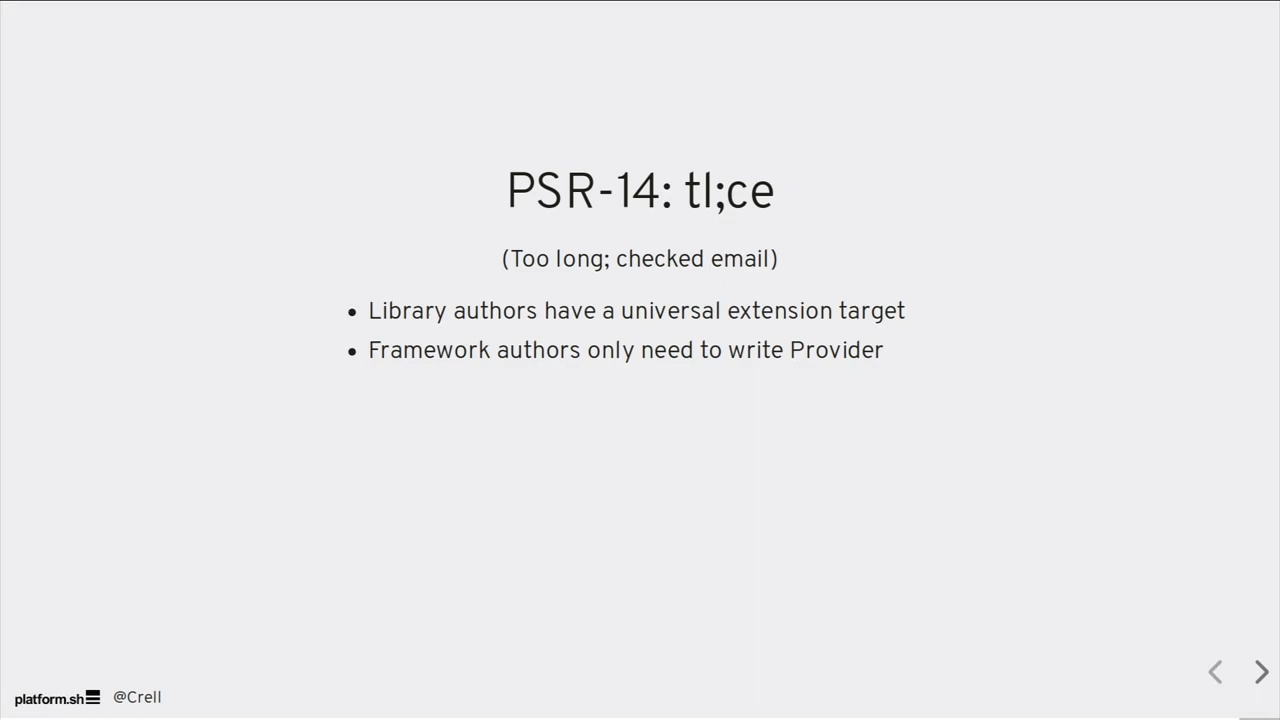 PSR-14: tl;ce
(Too long; checked email)
• Library authors have a universal extension target
• Framework authors only need to write Provider
platform.sh @Crell